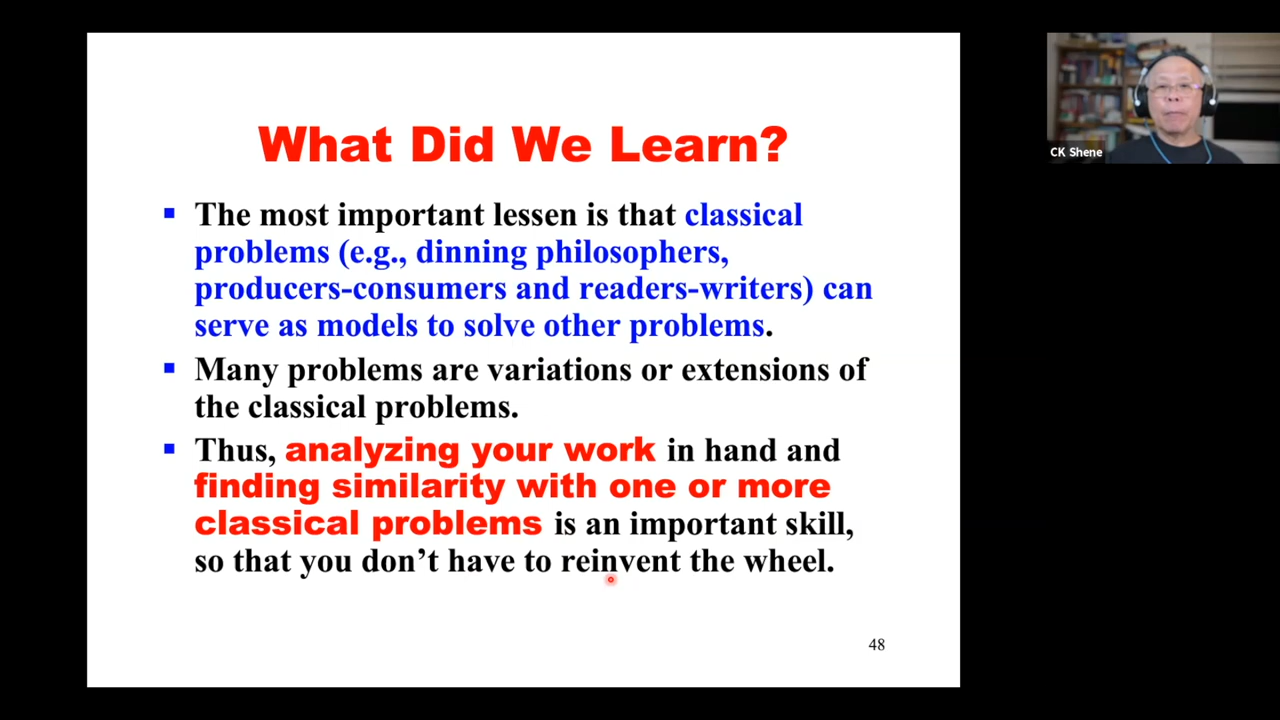 What Did We Learn?
The most important lessen is that classical
problems (e.g., dinning philosophers,
producers-consumers and readers-writers) can
serve as models to solve other problems.
Many problems are variations or extensions of
the classical problems.
Thus, analyzing your work in hand and
finding similarity with one or more
classical problems is an important skill,
so that you don't have to reinvent the wheel.
48
CK Shene